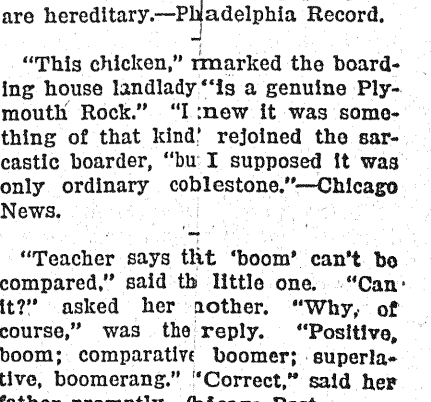 are hereditary.—Philadelphia Record.
"This chicken," rmarked the board-
ing house landlady "is a genuine Ply-
mouth Rock." "I :new it was some-
thing of that kind,' rejoined the sar-
castic boarder, "bu I supposed it was
only ordinary coblestone."—Chicago
News.
"Teacher says tht 'boom' can't be
compared," said th little one. "Can
it?" asked her nother. "Why, of
course," was the reply. "Positive,
boom; comparative boomer; superla-
tive, boomerang." "Correct," said her
father promptly.